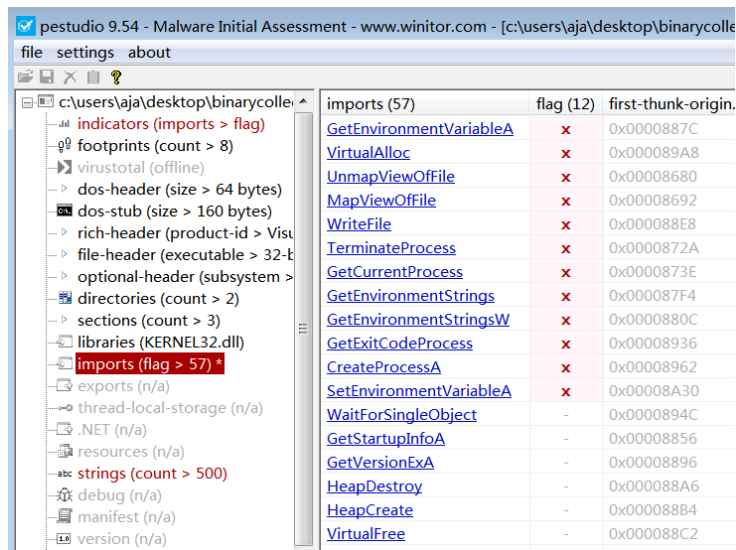 pestudio 9.54 - Malware Initial Assessment - www.winitor.com - [c:\users\aja\desktop\binarycolle
file settings about
c:\users\aja\desktop\binarycolle
indicators (imports > flag)
footprints (count > 8)
virustotal (offline)
dos-header (size > 64 bytes)
dos-stub (size > 160 bytes)
rich-header (product-id > Visu
file-header (executable > 32-b
optional-header (subsystem >
directories (count > 2)
sections (count > 3)
libraries (KERNEL32.dll)
imports (flag > 57) *
exports (n/a)
thread-local-storage (n/a)
.NET (n/a)
resources (n/a)
abc strings (count > 500)
debug (n/a)
manifest (n/a)
1.0 version (n/a)
imports (57) flag (12) first-thunk-origin.
GetEnvironmentVariableA x 0x0000887C
VirtualAlloc x 0x000089A8
UnmapViewOfFile x 0x00008680
MapViewOfFile x 0x00008692
WriteFile x 0x000088E8
TerminateProcess x 0x0000872A
GetCurrentProcess x 0x0000873E
GetEnvironmentStrings x 0x000087F4
GetEnvironmentStringsW x 0x0000880C
GetExitCodeProcess x 0x00008936
CreateProcessA x 0x00008962
SetEnvironmentVariableA x 0x00008A30
WaitForSingleObject - 0x0000894C
GetStartupInfoA - 0x00008856
GetVersionExA - 0x00008896
HeapDestroy - 0x000088A6
HeapCreate - 0x000088B4
VirtualFree - 0x000088C2